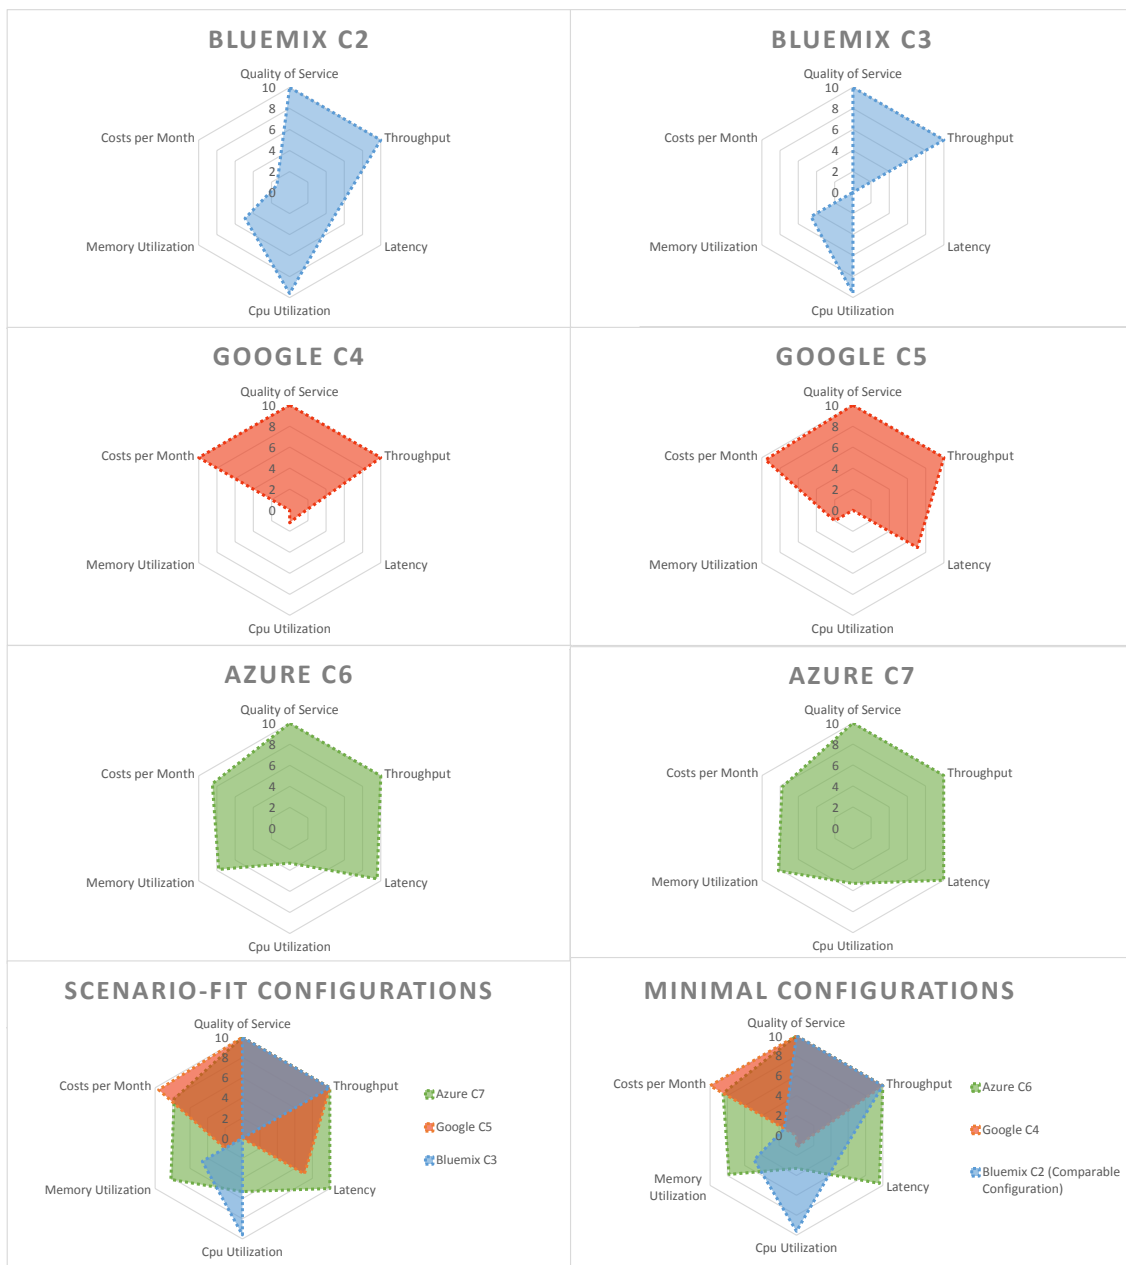 BLUEMIX C2
Quality of Service
10
8
6
4
2
0
Throughput
Latency
Cpu Utilization
Memory Utilization
Costs per Month
BLUEMIX C3
Quality of Service
10
8
6
4
2
0
Throughput
Latency
Cpu Utilization
Memory Utilization
Costs per Month
GOOGLE C4
Quality of Service
10
8
6
4
2
0
Throughput
Latency
Cpu Utilization
Memory Utilization
Costs per Month
GOOGLE C5
Quality of Service
10
8
6
4
2
0
Throughput
Latency
Cpu Utilization
Memory Utilization
Costs per Month
AZURE C6
Quality of Service
10
8
6
4
2
0
Throughput
Latency
Cpu Utilization
Memory Utilization
Costs per Month
AZURE C7
Quality of Service
10
8
6
4
2
0
Throughput
Latency
Cpu Utilization
Memory Utilization
Costs per Month
SCENARIO-FIT CONFIGURATIONS
Quality of Service
10
8
6
4
2
0
Throughput
Latency
Cpu Utilization
Memory Utilization
Costs per Month
Azure C7
Google C5
Bluemix C3
MINIMAL CONFIGURATIONS
Quality of Service
10
8
6
4
2
0
Throughput
Latency
Cpu Utilization
Memory
Utilization
Costs per Month
Azure C6
Google C4
Bluemix C2 (Comparable
Configuration)